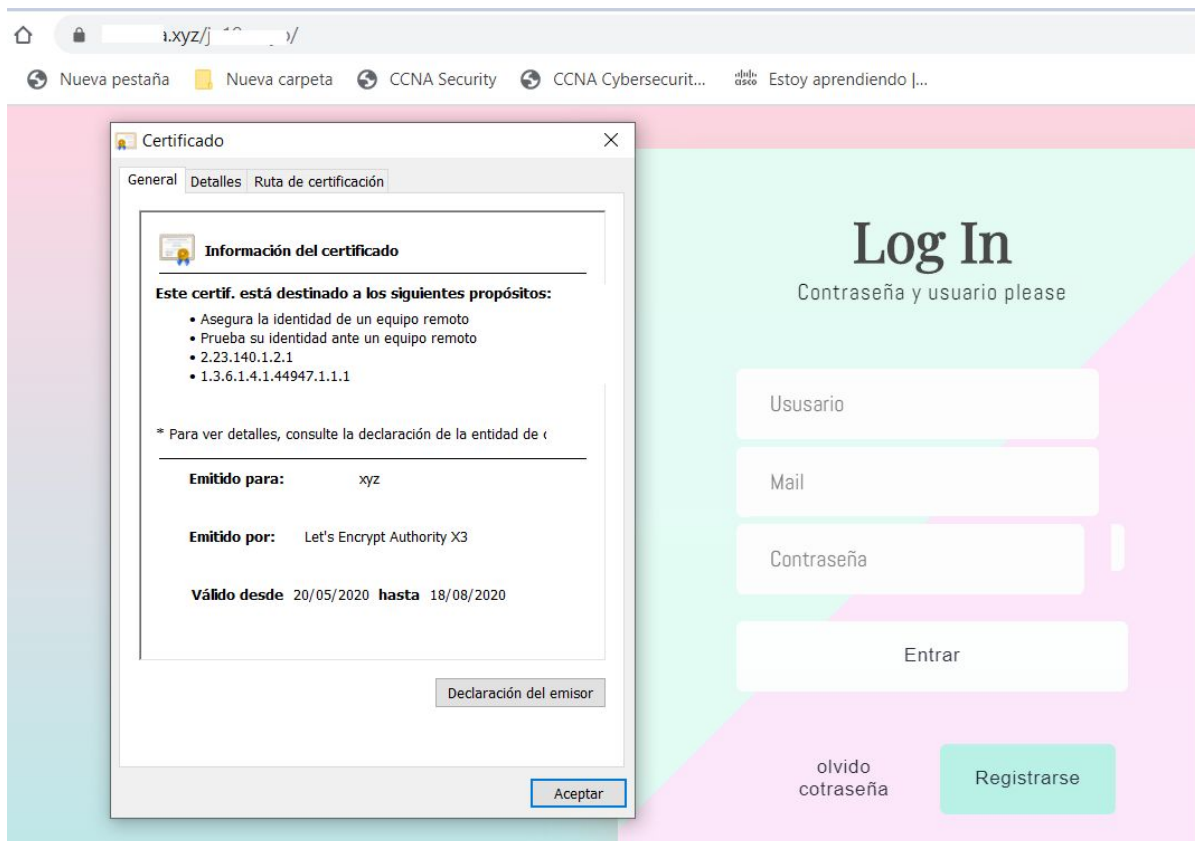 a.xyz/j
Nueva pestaña
Nueva carpeta
CCNA Security
CCNA Cybersecurit...
Estoy aprendiendo |...
Certificado
General
Detalles
Ruta de certificación
Información del certificado
Este certif. está destinado a los siguientes propósitos:
• Asegura la identidad de un equipo remoto
• Prueba su identidad ante un equipo remoto
• 2.23.140.1.2.1
• 1.3.6.1.4.1.44947.1.1.1
* Para ver detalles, consulte la declaración de la entidad de
Emitido para: xyz
Emitido por: Let's Encrypt Authority X3
Válido desde 20/05/2020 hasta 18/08/2020
Declaración del emisor
Aceptar
Log In
Contraseña y usuario please
Ususario
Mail
Contraseña
Entrar
olvido
cotraseña
Registrarse